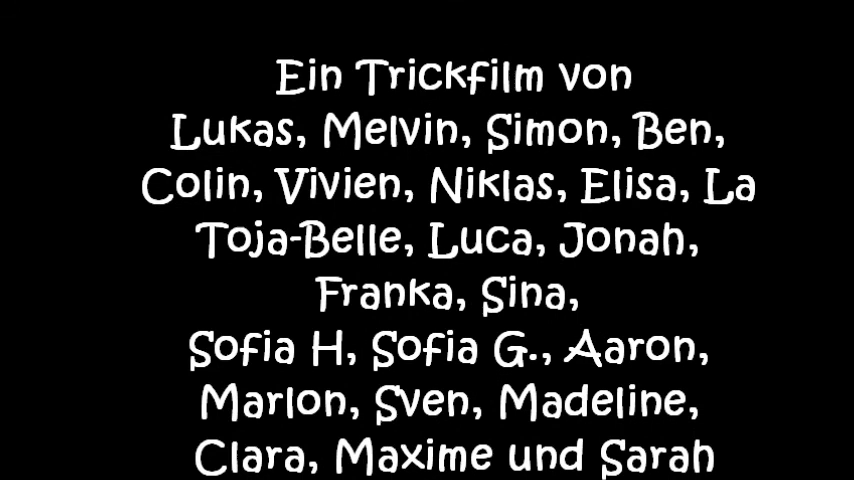 Ein Trickfilm von
Lukas, Melvin, Simon, Ben,
Colin, Vivien, Niklas, Elisa, La
Toja-Belle, Luca, Jonah,
Franka, Sina,
Sofia H, Sofia G., Aaron,
Marlon, Sven, Madeline,
Clara, Maxime und Sarah